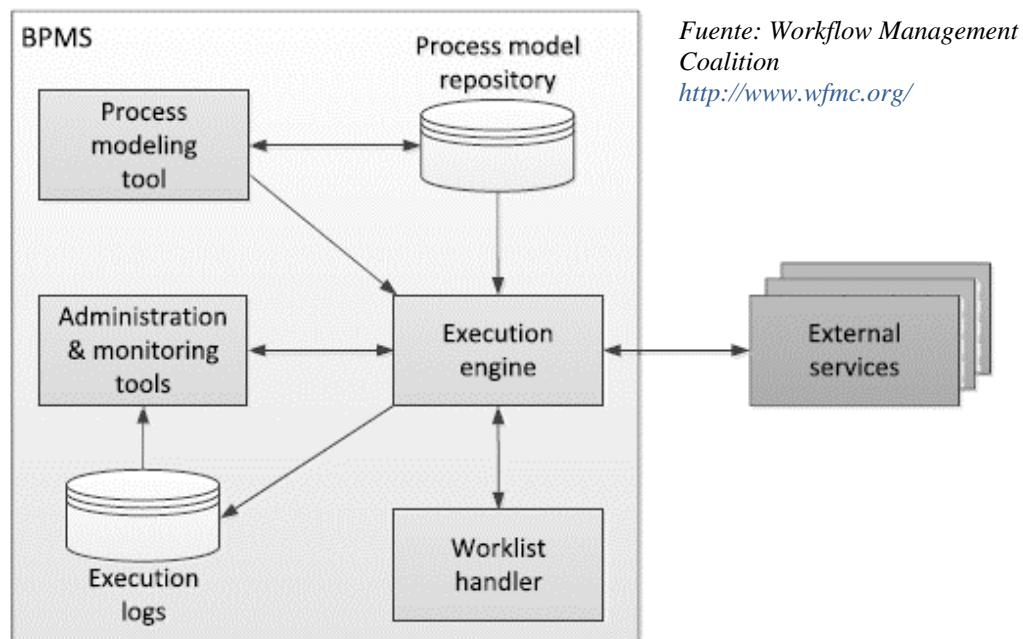 BPMS
Process model
repository
Fuente: Workflow Management
Coalition
http://www.wfmc.org/
Process
modeling
tool
Administration
& monitoring
tools
Execution
engine
External
services
Execution
logs
Worklist
handler